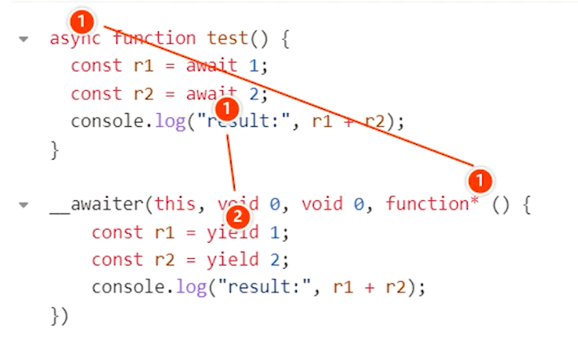 1
async function test() {
const r1 = await 1;
const r2 = await 2;
1
console.log("result:", r1 + r2);
}
1
__awaiter(this, void 0, void 0, function* () {
2
const r1 = yield 1;
const r2 = yield 2;
console.log("result:", r1 + r2);
})